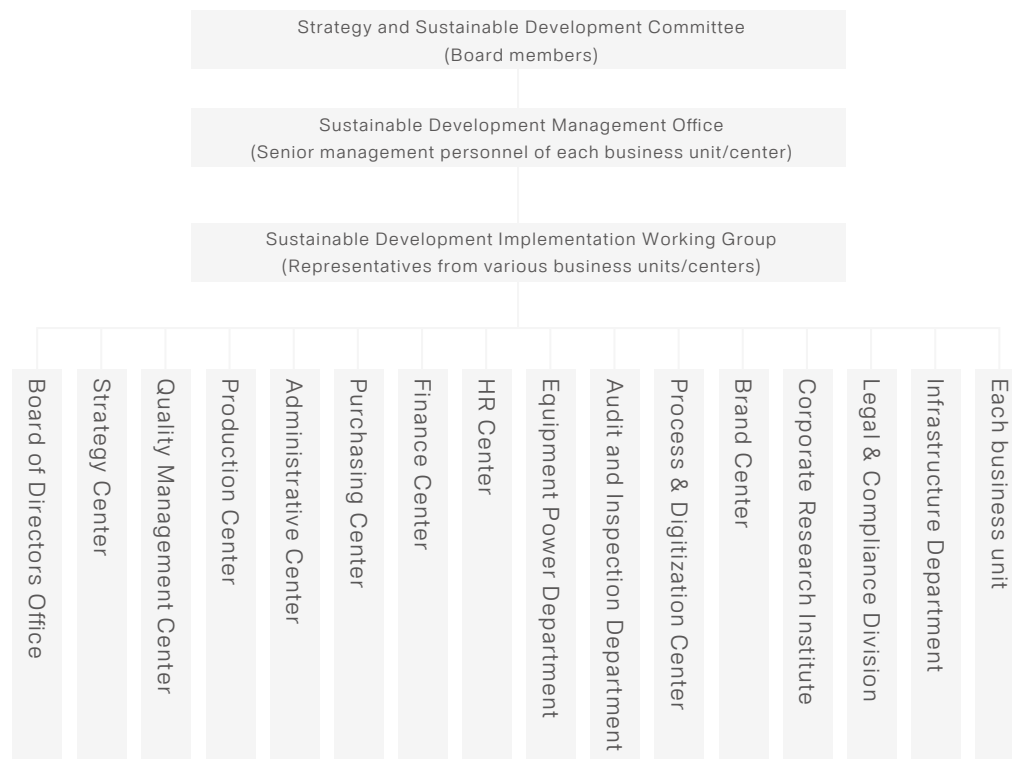 Strategy and Sustainable Development Committee
(Board members)
Sustainable Development Management Office
(Senior management personnel of each business unit/center)
Sustainable Development Implementation Working Group
(Representatives from various business units/centers)
Board of Directors Office
Strategy Center
Quality Management Center
Production Center
Administrative Center
Purchasing Center
Finance Center
HR Center
Equipment Power Department
Audit and Inspection Department
Process & Digitization Center
Brand Center
Corporate Research Institute
Legal & Compliance Division
Infrastructure Department
Each business unit